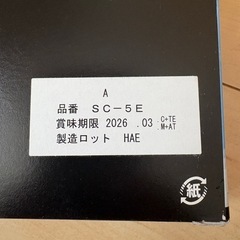 A
品番 SC-5E
賞味期限 2026 .03 .C+TE
.M+AT
製造ロット HAE
紙